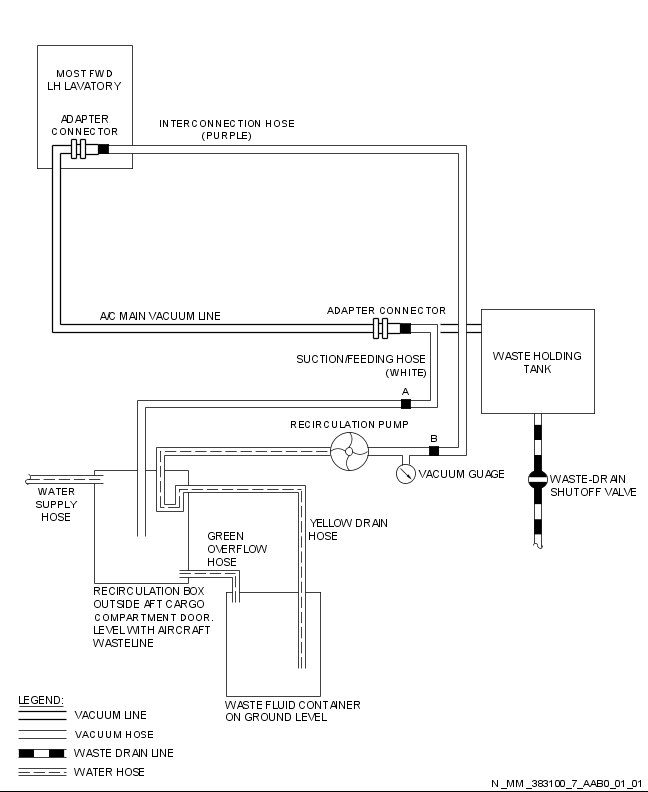 MOST FWD
LH LAVATORY
ADAPTER
CONNECTOR
INTERCONNECTION HOSE
(PURPLE)
A/C MAIN VACUUM LINE
ADAPTER CONNECTOR
SUCTION/FEEDING HOSE
(WHITE)
WASTE HOLDING
TANK
A
RECIRCULATION PUMP
B
VACUUM GUAGE
WASTE-DRAIN
SHUTOFF VALVE
WATER
SUPPLY
HOSE
YELLOW DRAIN
HOSE
GREEN
OVERFLOW
HOSE
RECIRCULATION BOX
OUTSIDE AFT CARGO
COMPARTMENT DOOR.
LEVEL WITH AIRCRAFT
WASTELINE
WASTE FLUID CONTAINER
ON GROUND LEVEL
LEGEND:
VACUUM LINE
VACUUM HOSE
WASTE DRAIN LINE
WATER HOSE
N_MM_383100_7_AAB0_01_01